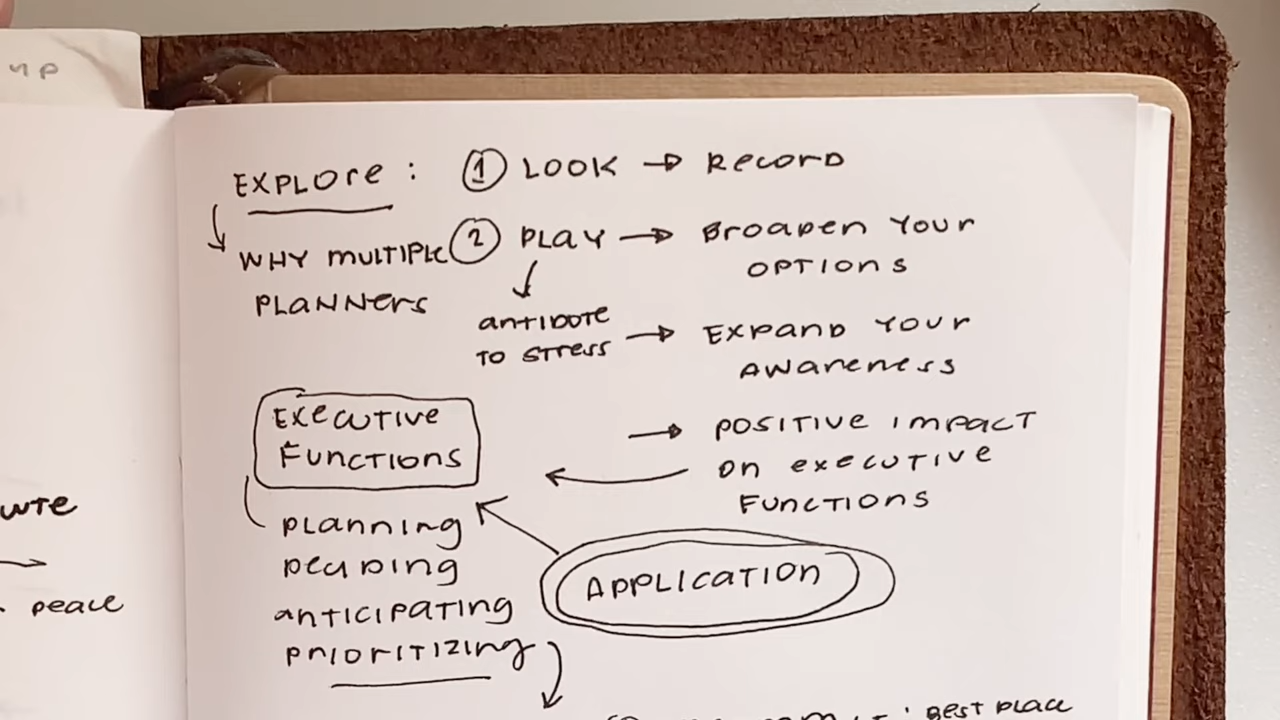 EXPLORE : ① LOOK → RECORD
WHY MULTIPLE PLANNERS
② PLAY → BROADEN YOUR OPTIONS
ANTIDOTE TO STRESS → EXPAND YOUR AWARENESS
→ POSITIVE IMPACT ON EXECUTIVE FUNCTIONS
EXECUTIVE FUNCTIONS
PLANNING
DECIDING
ANTICIPATING
PRIORITIZING
APPLICATION
: BEST PLACE
PEACE